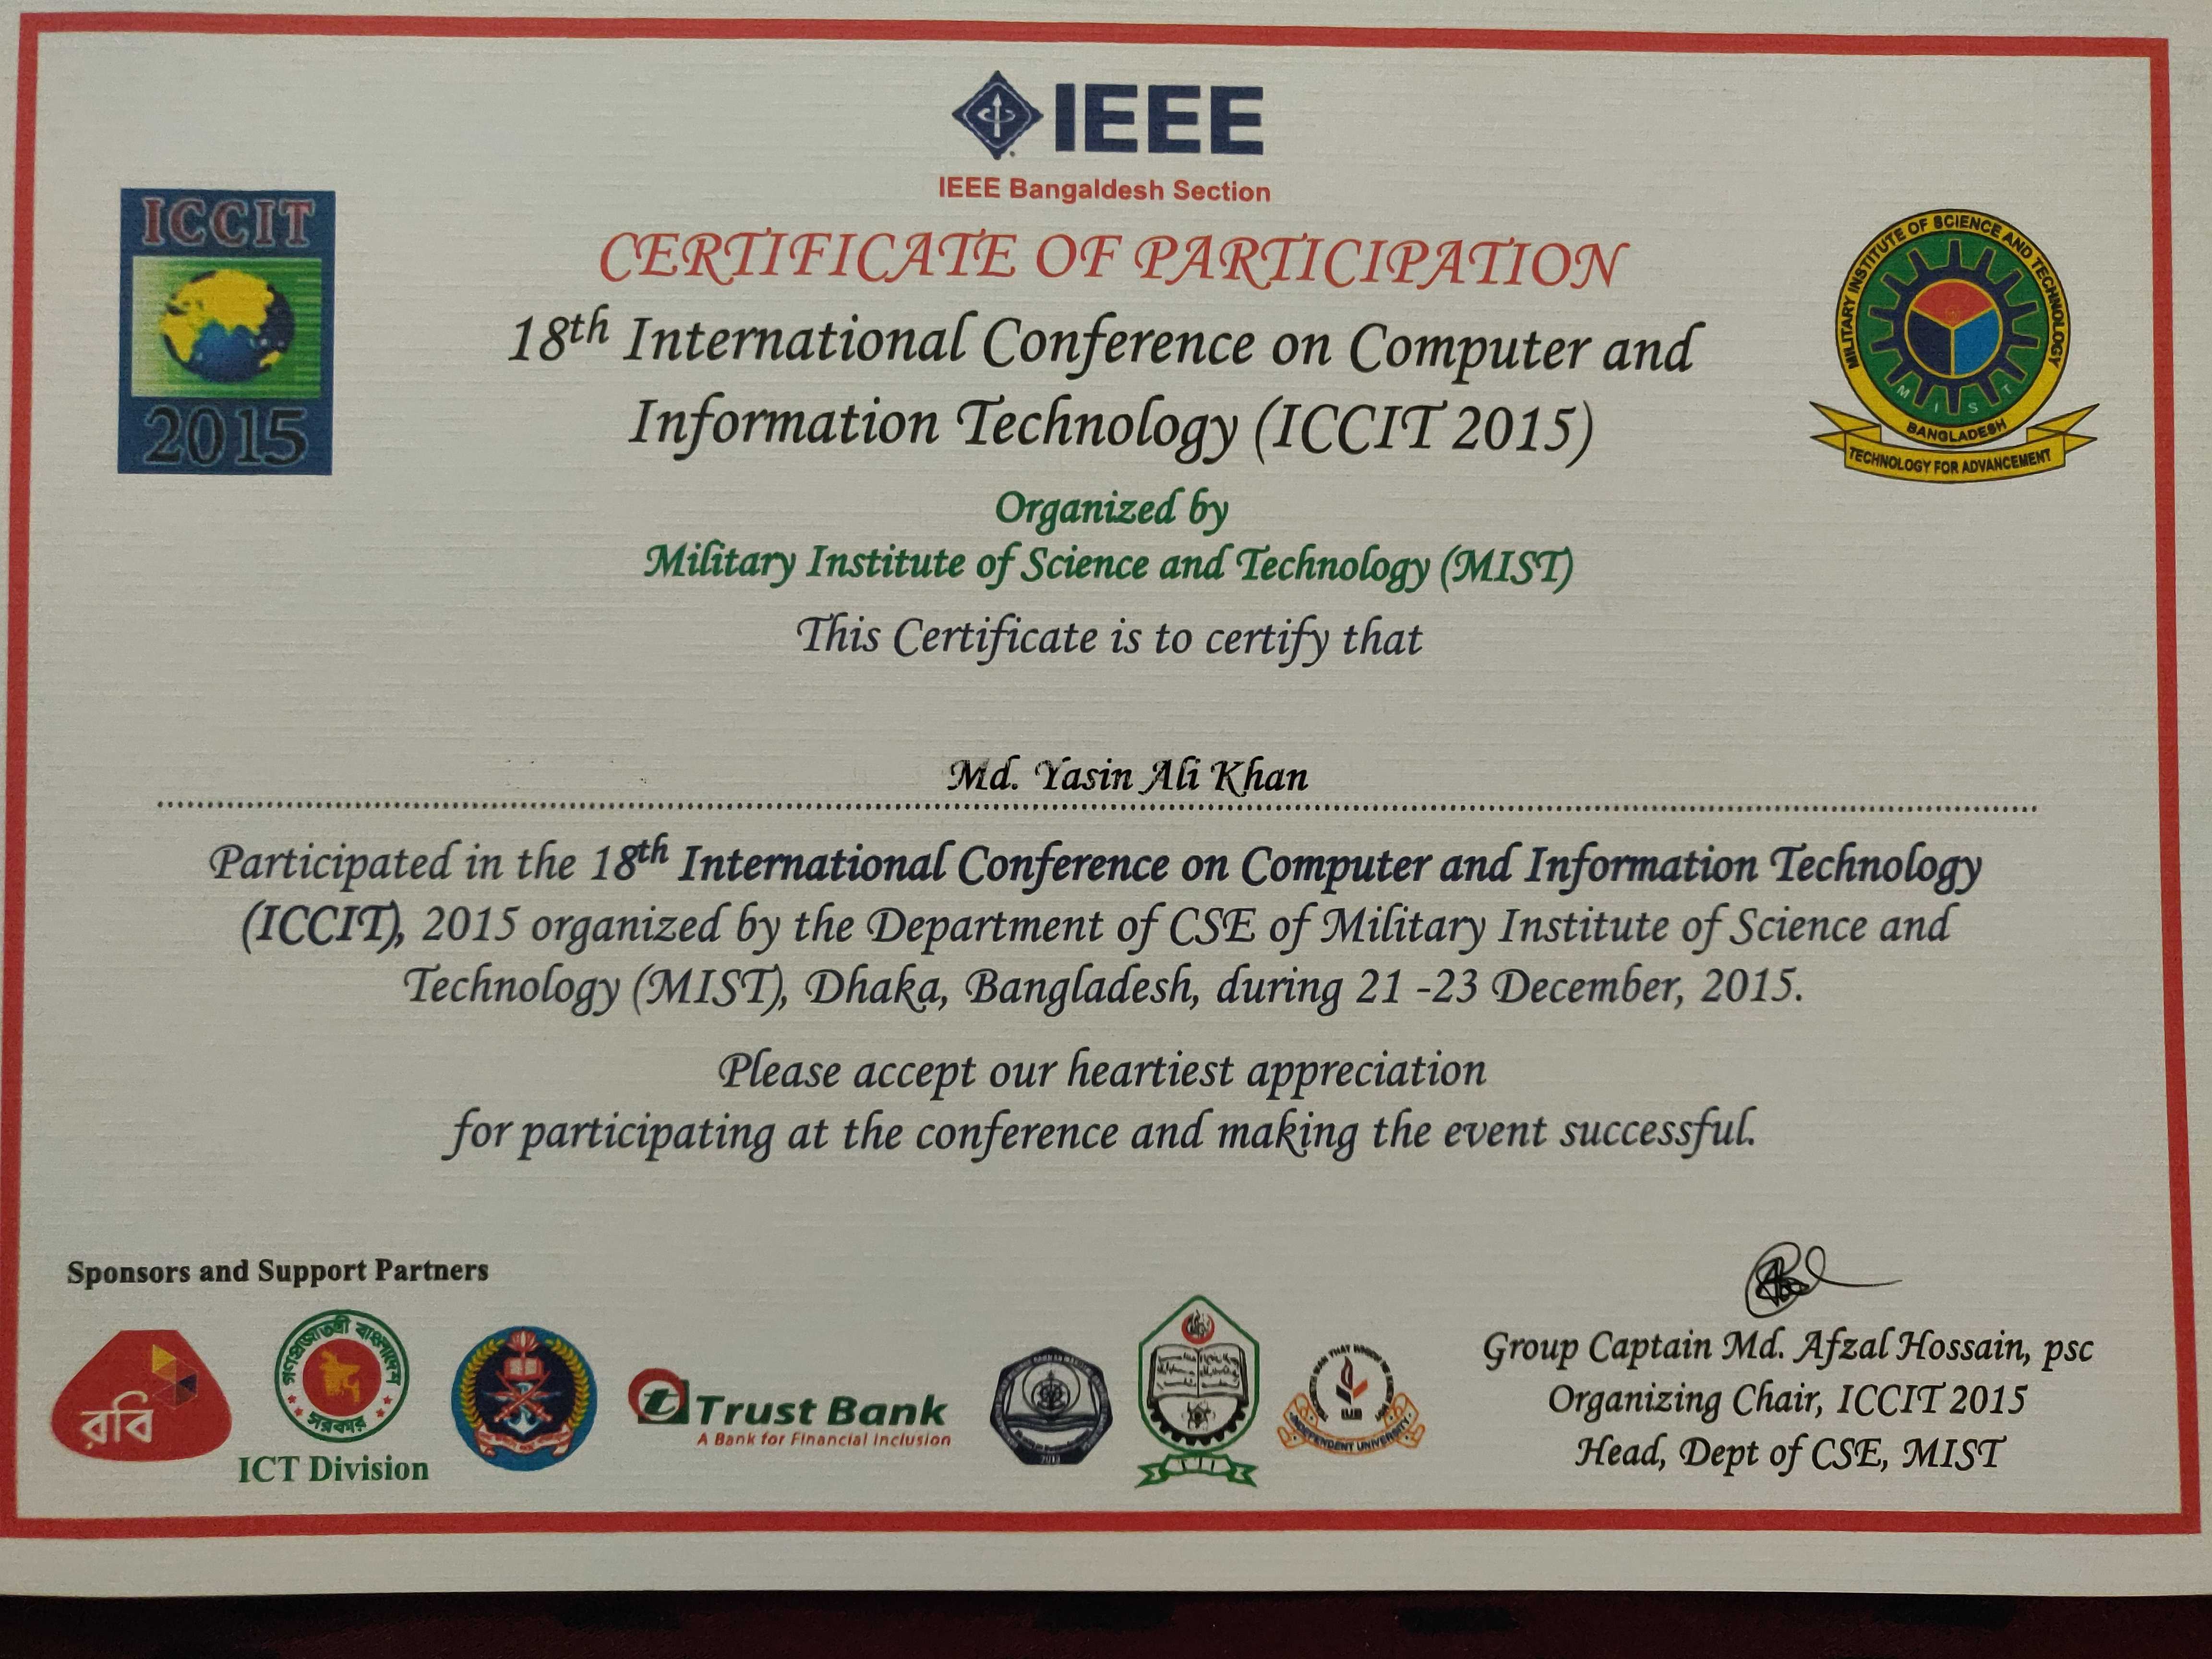 IEEE
IEEE Bangaldesh Section
ICCIT
2015
CERTIFICATE OF PARTICIPATION
18th International Conference on Computer and
Information Technology (ICCIT 2015)
MILITARY INSTITUTE OF SCIENCE AND TECHNOLOGY
M I S T
BANGLADESH
TECHNOLOGY FOR ADVANCEMENT
Organized by
Military Institute of Science and Technology (MIST)
This Certificate is to certify that
Md. Yasin Ali Khan
Participated in the 18th International Conference on Computer and Information Technology
(ICCIT), 2015 organized by the Department of CSE of Military Institute of Science and
Technology (MIST), Dhaka, Bangladesh, during 21 -23 December, 2015.
Please accept our heartiest appreciation
for participating at the conference and making the event successful.
Sponsors and Support Partners
রবি
গণপ্রজাতন্ত্রী বাংলাদেশ
সরকার
ICT Division
Trust Bank
A Bank for Financial Inclusion
2013
IUB
INDEPENDENT UNIVERSITY
Group Captain Md. Afzal Hossain, psc
Organizing Chair, ICCIT 2015
Head, Dept of CSE, MIST